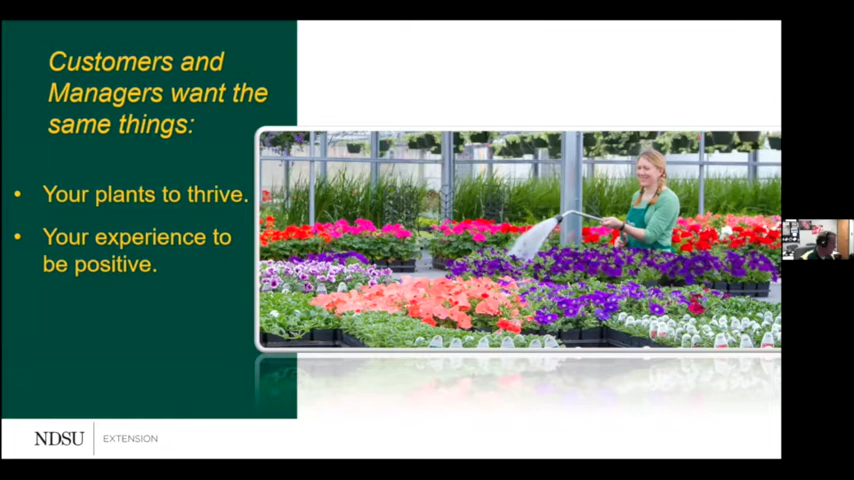 Customers and
Managers want the
same things:
• Your plants to thrive.
• Your experience to
be positive.
NDSU EXTENSION